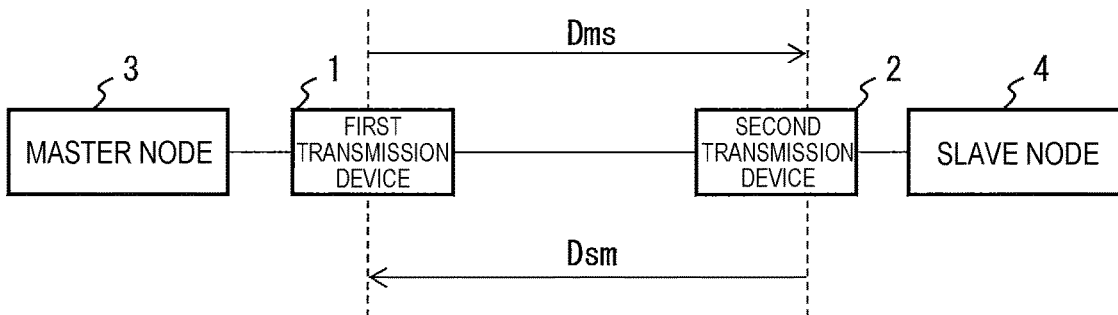 Dms
3
1
2
4
MASTER NODE
FIRST
TRANSMISSION
DEVICE
SECOND
TRANSMISSION
DEVICE
SLAVE NODE
Dsm